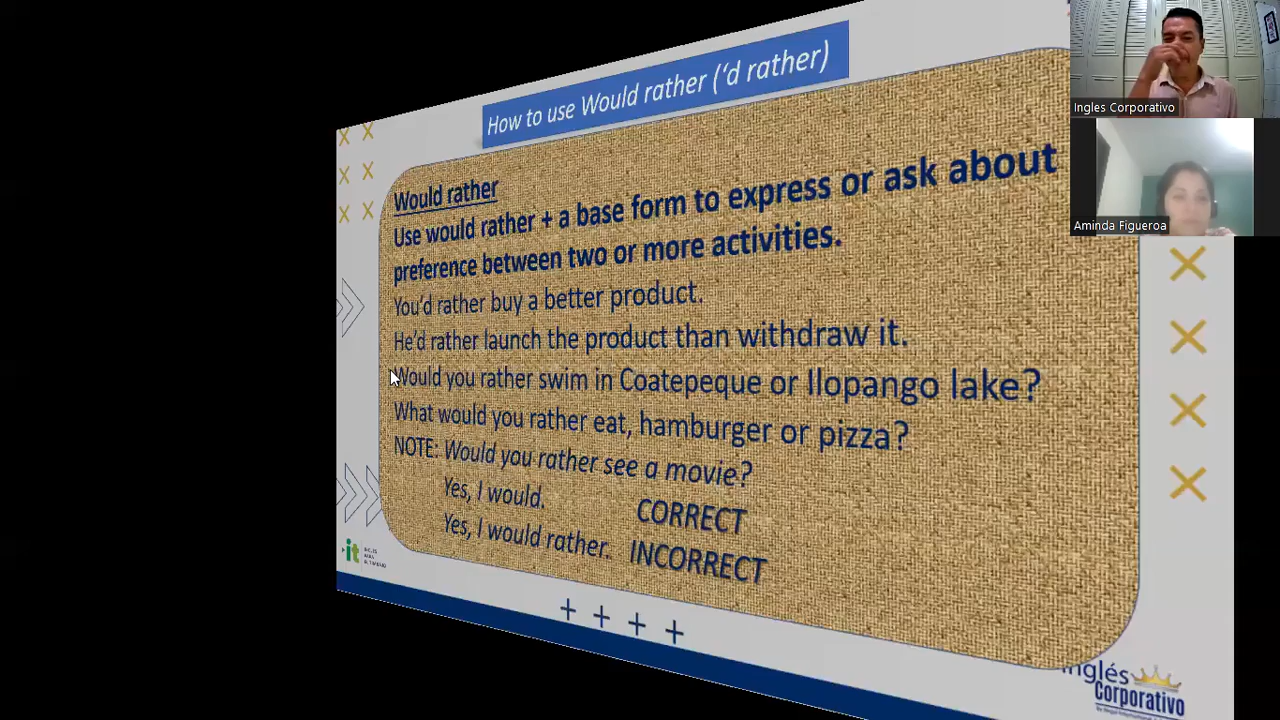 How to use Would rather (‘d rather)
Would rather
Use would rather + a base form to express or ask about
preference between two or more activities.
You’d rather buy a better product.
He’d rather launch the product than withdraw it.
Would you rather swim in Coatepeque or Ilopango lake?
What would you rather eat, hamburger or pizza?
NOTE: Would you rather see a movie?
Yes, I would. CORRECT
Yes, I would rather. INCORRECT
Ingles Corporativo
Aminda Figueroa
it
Inglés
Corporativo